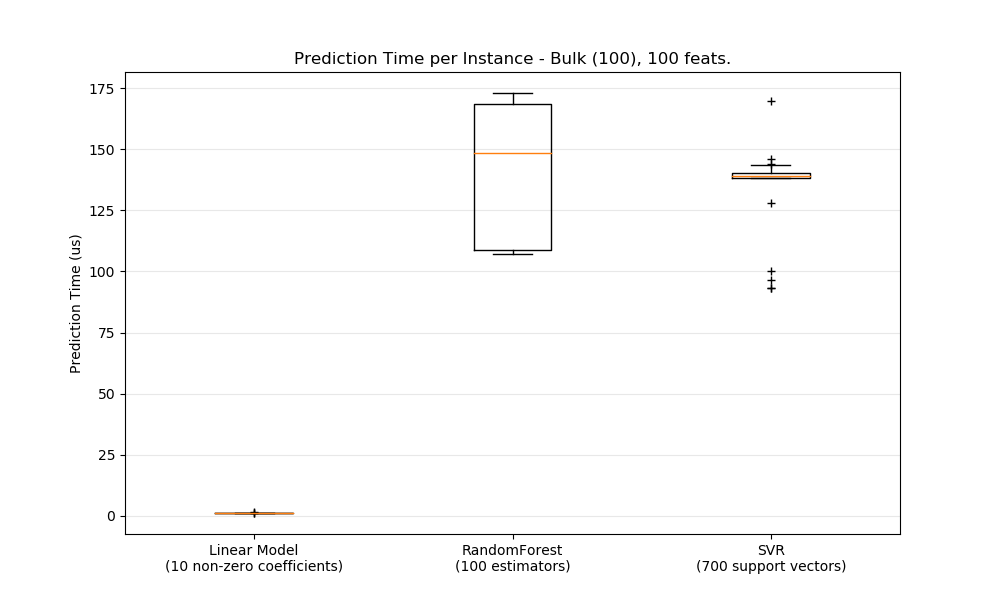 Prediction Time per Instance - Bulk (100), 100 feats.
175
150
125
100
75
50
25
0
Prediction Time (us)
Linear Model
(10 non-zero coefficients)
RandomForest
(100 estimators)
SVR
(700 support vectors)